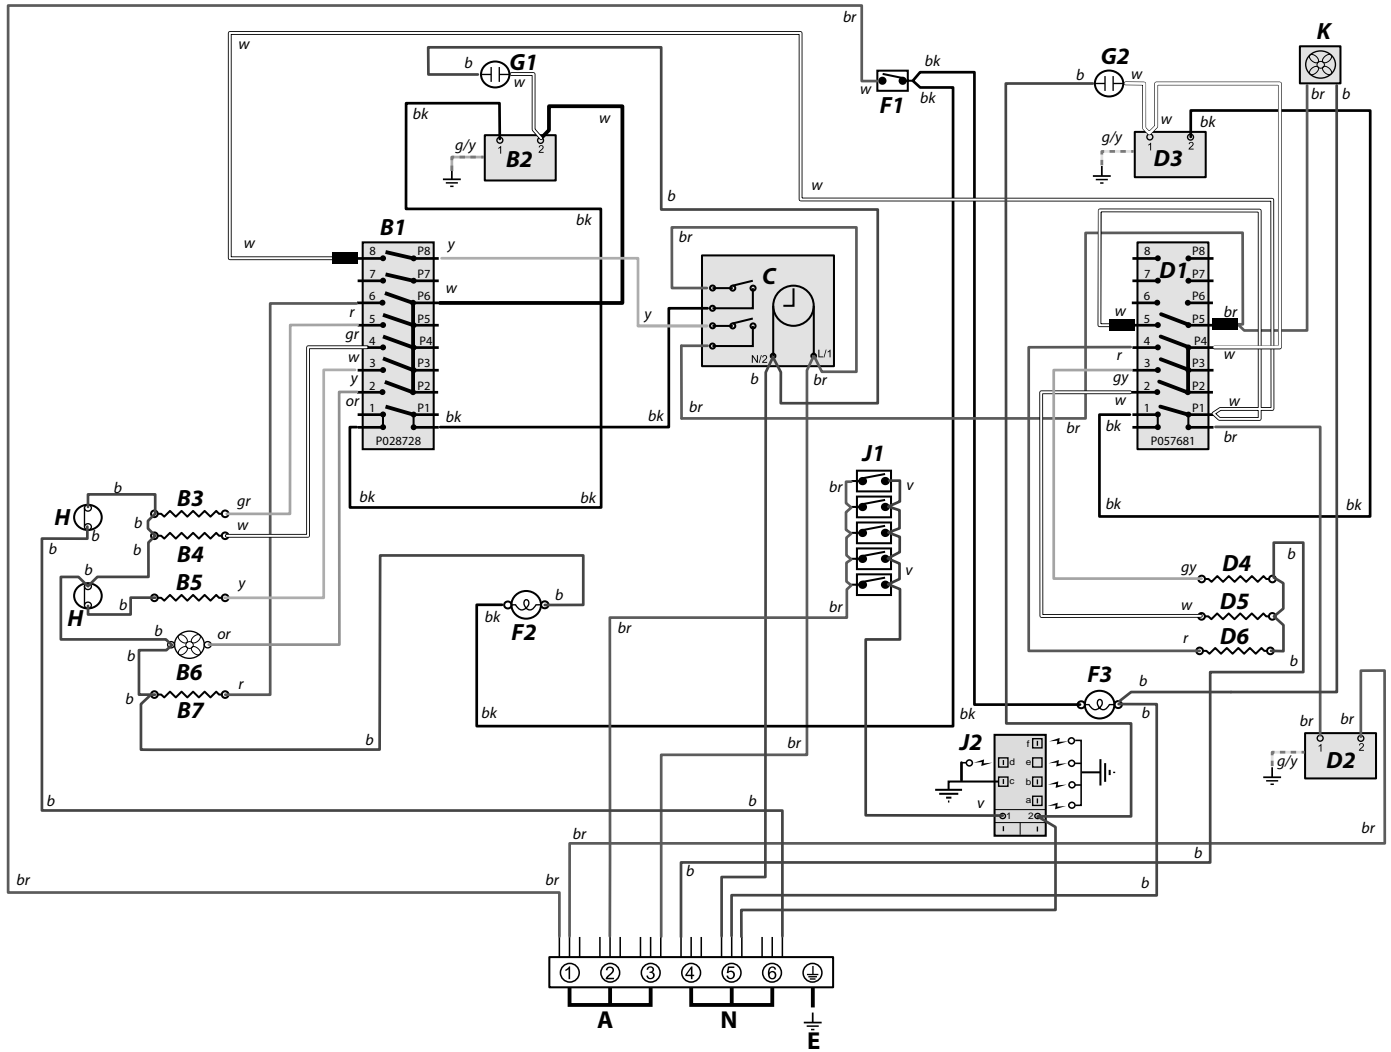 br
K
w
G1
b
w
bk
w
g/y
1
2
B2
F1
w
bk
bk
G2
b
w
w
bk
g/y
1
2
D3
br
b
w
b
bk
br
B1
w
y
8
P8
7
P7
6
P6
w
r
5
P5
gr
4
P4
w
3
P3
y
2
P2
or
1
P1
bk
P028728
bk
bk
C
y
N/2
L/1
b
br
br
bk
8
P8
D1
7
P7
6
P6
w
5
P5
br
4
P4
w
r
3
P3
gy
2
P2
w
w
1
P1
bk
br
P057681
br
bk
bk
J1
br
v
v
br
br
b
H
b
b
b
b
B3
gr
w
B4
b
H
b
B5
y
b
B6
or
b
b
B7
r
b
bk
F2
b
bk
b
gy
D4
b
w
D5
r
D6
b
F3
b
b
bk
J2
f
d
e
c
b
a
1
2
v
br
br
br
1
2
D2
g/y
b
br
br
b
b
b
br
br
1
2
3
4
5
6
A
N
E